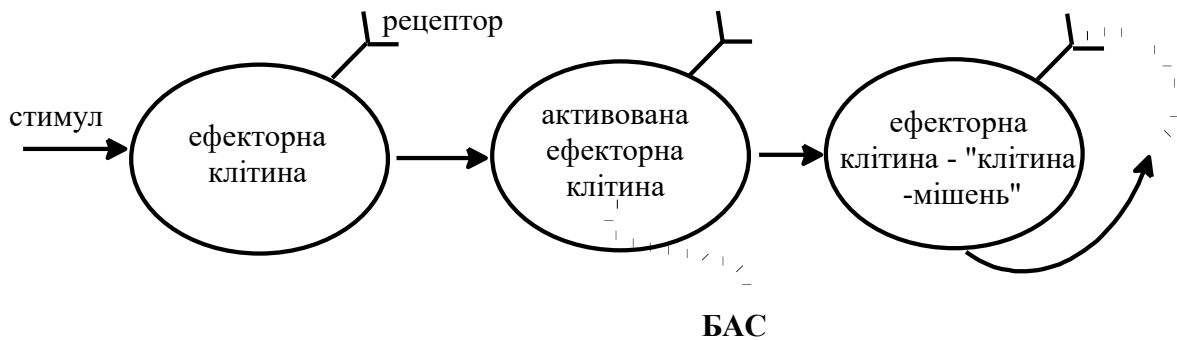 рецептор
стимул
ефекторна
клітина
активована
ефекторна
клітина
ефекторна
клітина - "клітина
-мішень"
БАС